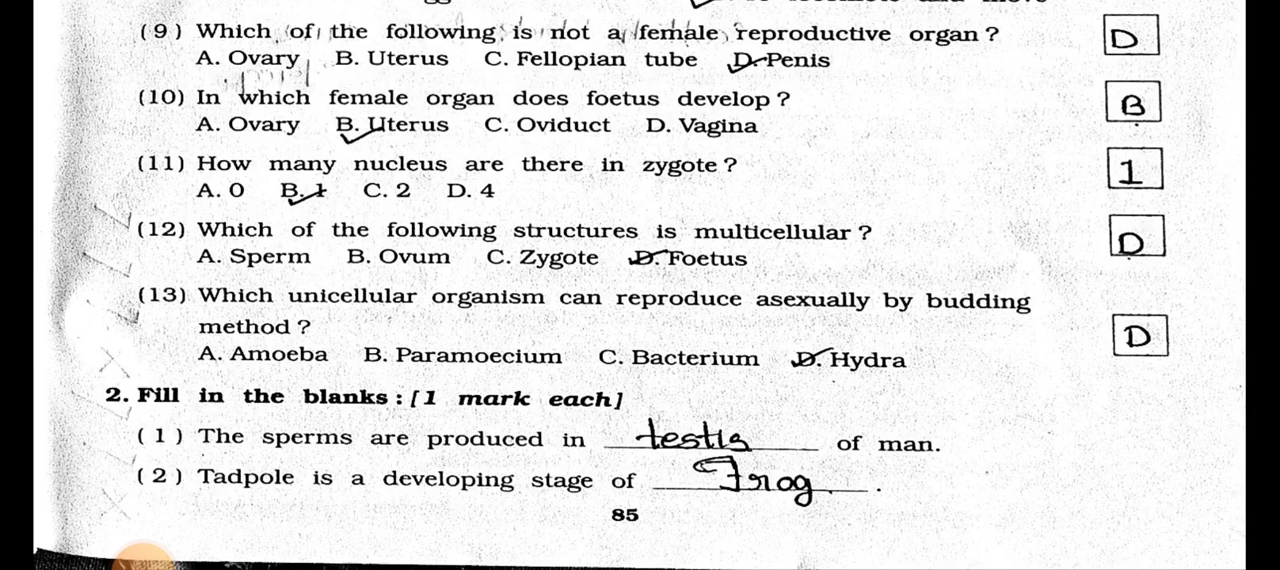 (9) Which of the following is not a female reproductive organ ? D
A. Ovary B. Uterus C. Fellopian tube D. Penis
(10) In which female organ does foetus develop ? B
A. Ovary B. Uterus C. Oviduct D. Vagina
(11) How many nucleus are there in zygote ? 1
A. 0 B. 1 C. 2 D. 4
(12) Which of the following structures is multicellular ? D
A. Sperm B. Ovum C. Zygote D. Foetus
(13) Which unicellular organism can reproduce asexually by budding
method ? D
A. Amoeba B. Paramoecium C. Bacterium D. Hydra
2. Fill in the blanks : [1 mark each]
(1) The sperms are produced in testis of man.
(2) Tadpole is a developing stage of Frog.
85